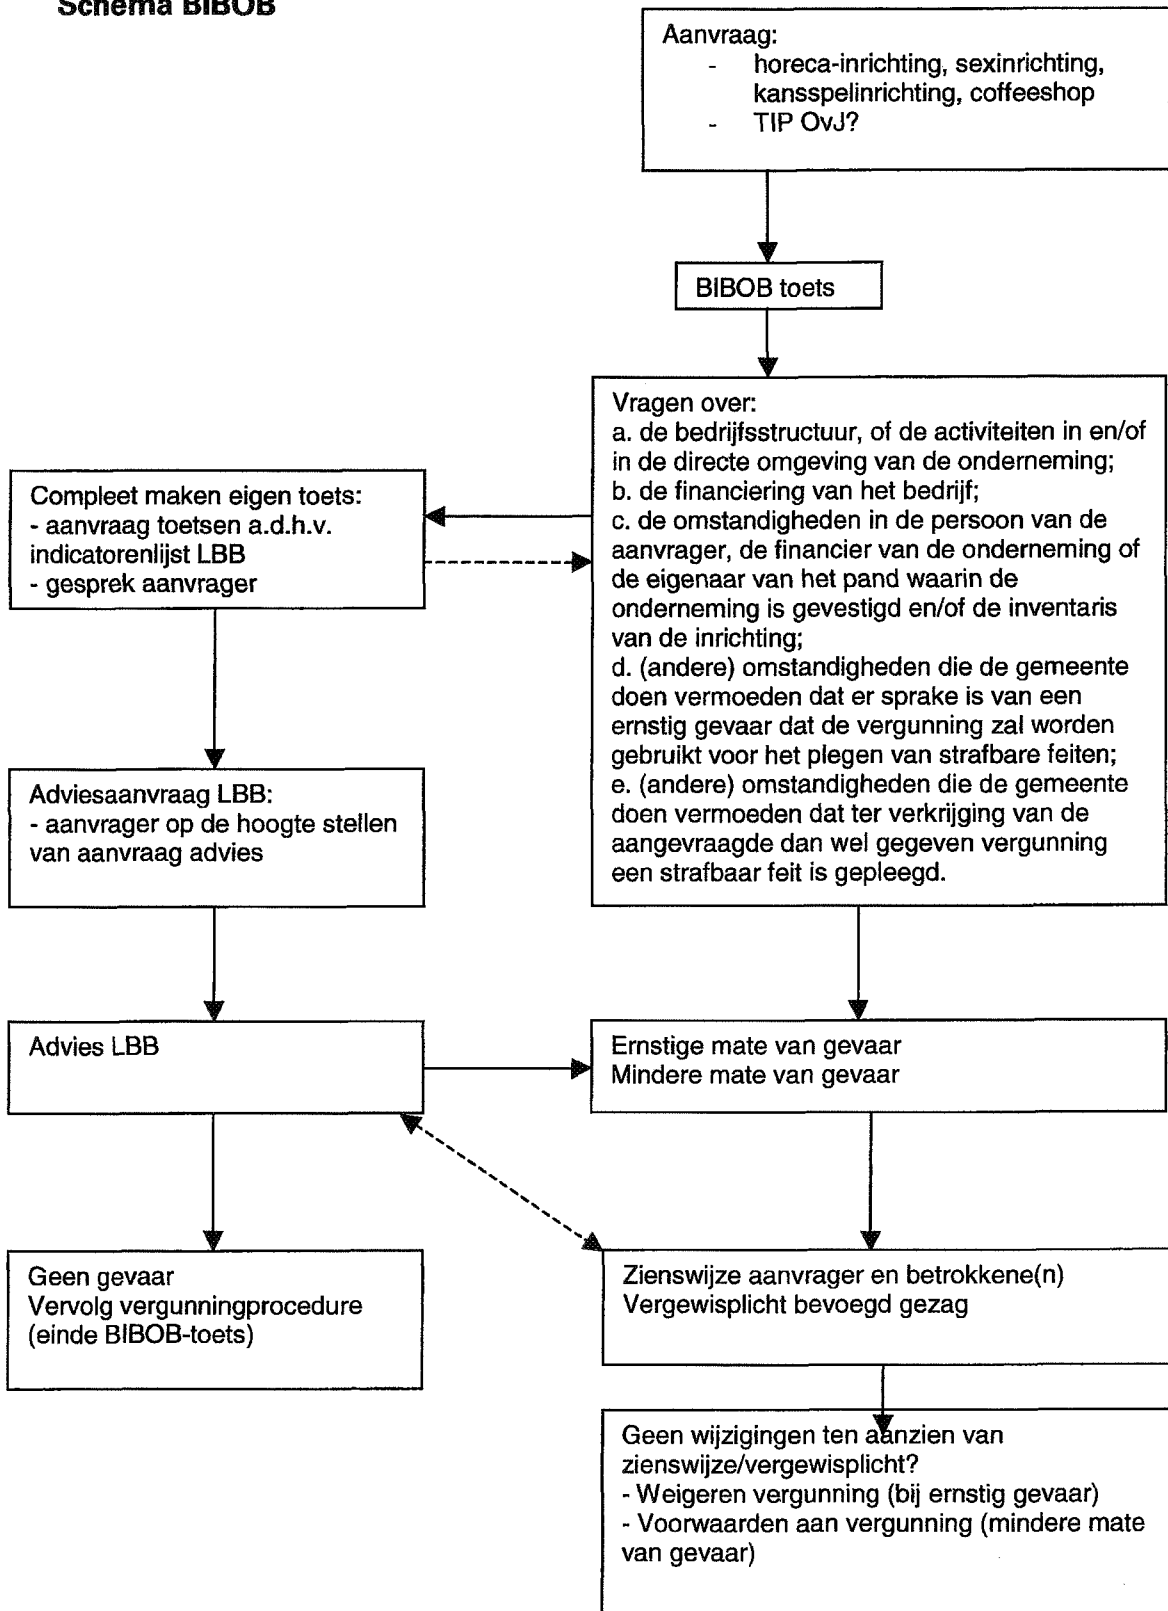 Schema BIBOB
Aanvraag:
- horeca-inrichting, sexinrichting,
kansspelinrichting, coffeeshop
- TIP OvJ?
BIBOB toets
Vragen over:
a. de bedrijfsstructuur, of de activiteiten in en/of
in de directe omgeving van de onderneming;
b. de financiering van het bedrijf;
c. de omstandigheden in de persoon van de
aanvrager, de financier van de onderneming of
de eigenaar van het pand waarin de
onderneming is gevestigd en/of de inventaris
van de inrichting;
d. (andere) omstandigheden die de gemeente
doen vermoeden dat er sprake is van een
ernstig gevaar dat de vergunning zal worden
gebruikt voor het plegen van strafbare feiten;
e. (andere) omstandigheden die de gemeente
doen vermoeden dat ter verkrijging van de
aangevraagde dan wel gegeven vergunning
een strafbaar feit is gepleegd.
Compleet maken eigen toets:
- aanvraag toetsen a.d.h.v.
indicatorenlijst LBB
- gesprek aanvrager
Adviesaanvraag LBB:
- aanvrager op de hoogte stellen
van aanvraag advies
Advies LBB
Ernstige mate van gevaar
Mindere mate van gevaar
Geen gevaar
Vervolg vergunningprocedure
(einde BIBOB-toets)
Zienswijze aanvrager en betrokkene(n)
Vergewisplicht bevoegd gezag
Geen wijzigingen ten aanzien van
zienswijze/vergewisplicht?
- Weigeren vergunning (bij ernstig gevaar)
- Voorwaarden aan vergunning (mindere mate
van gevaar)